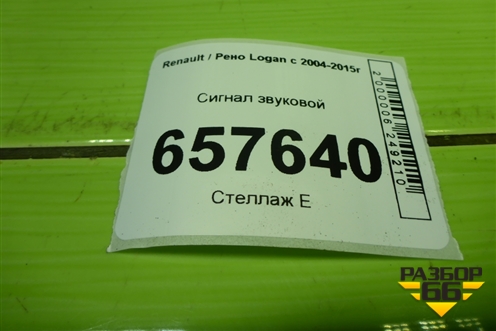 Renault / Рено Logan с 2004-2015г
Сигнал звуковой
657640
Стеллаж Е
2000006249210
РАЗБОР
66